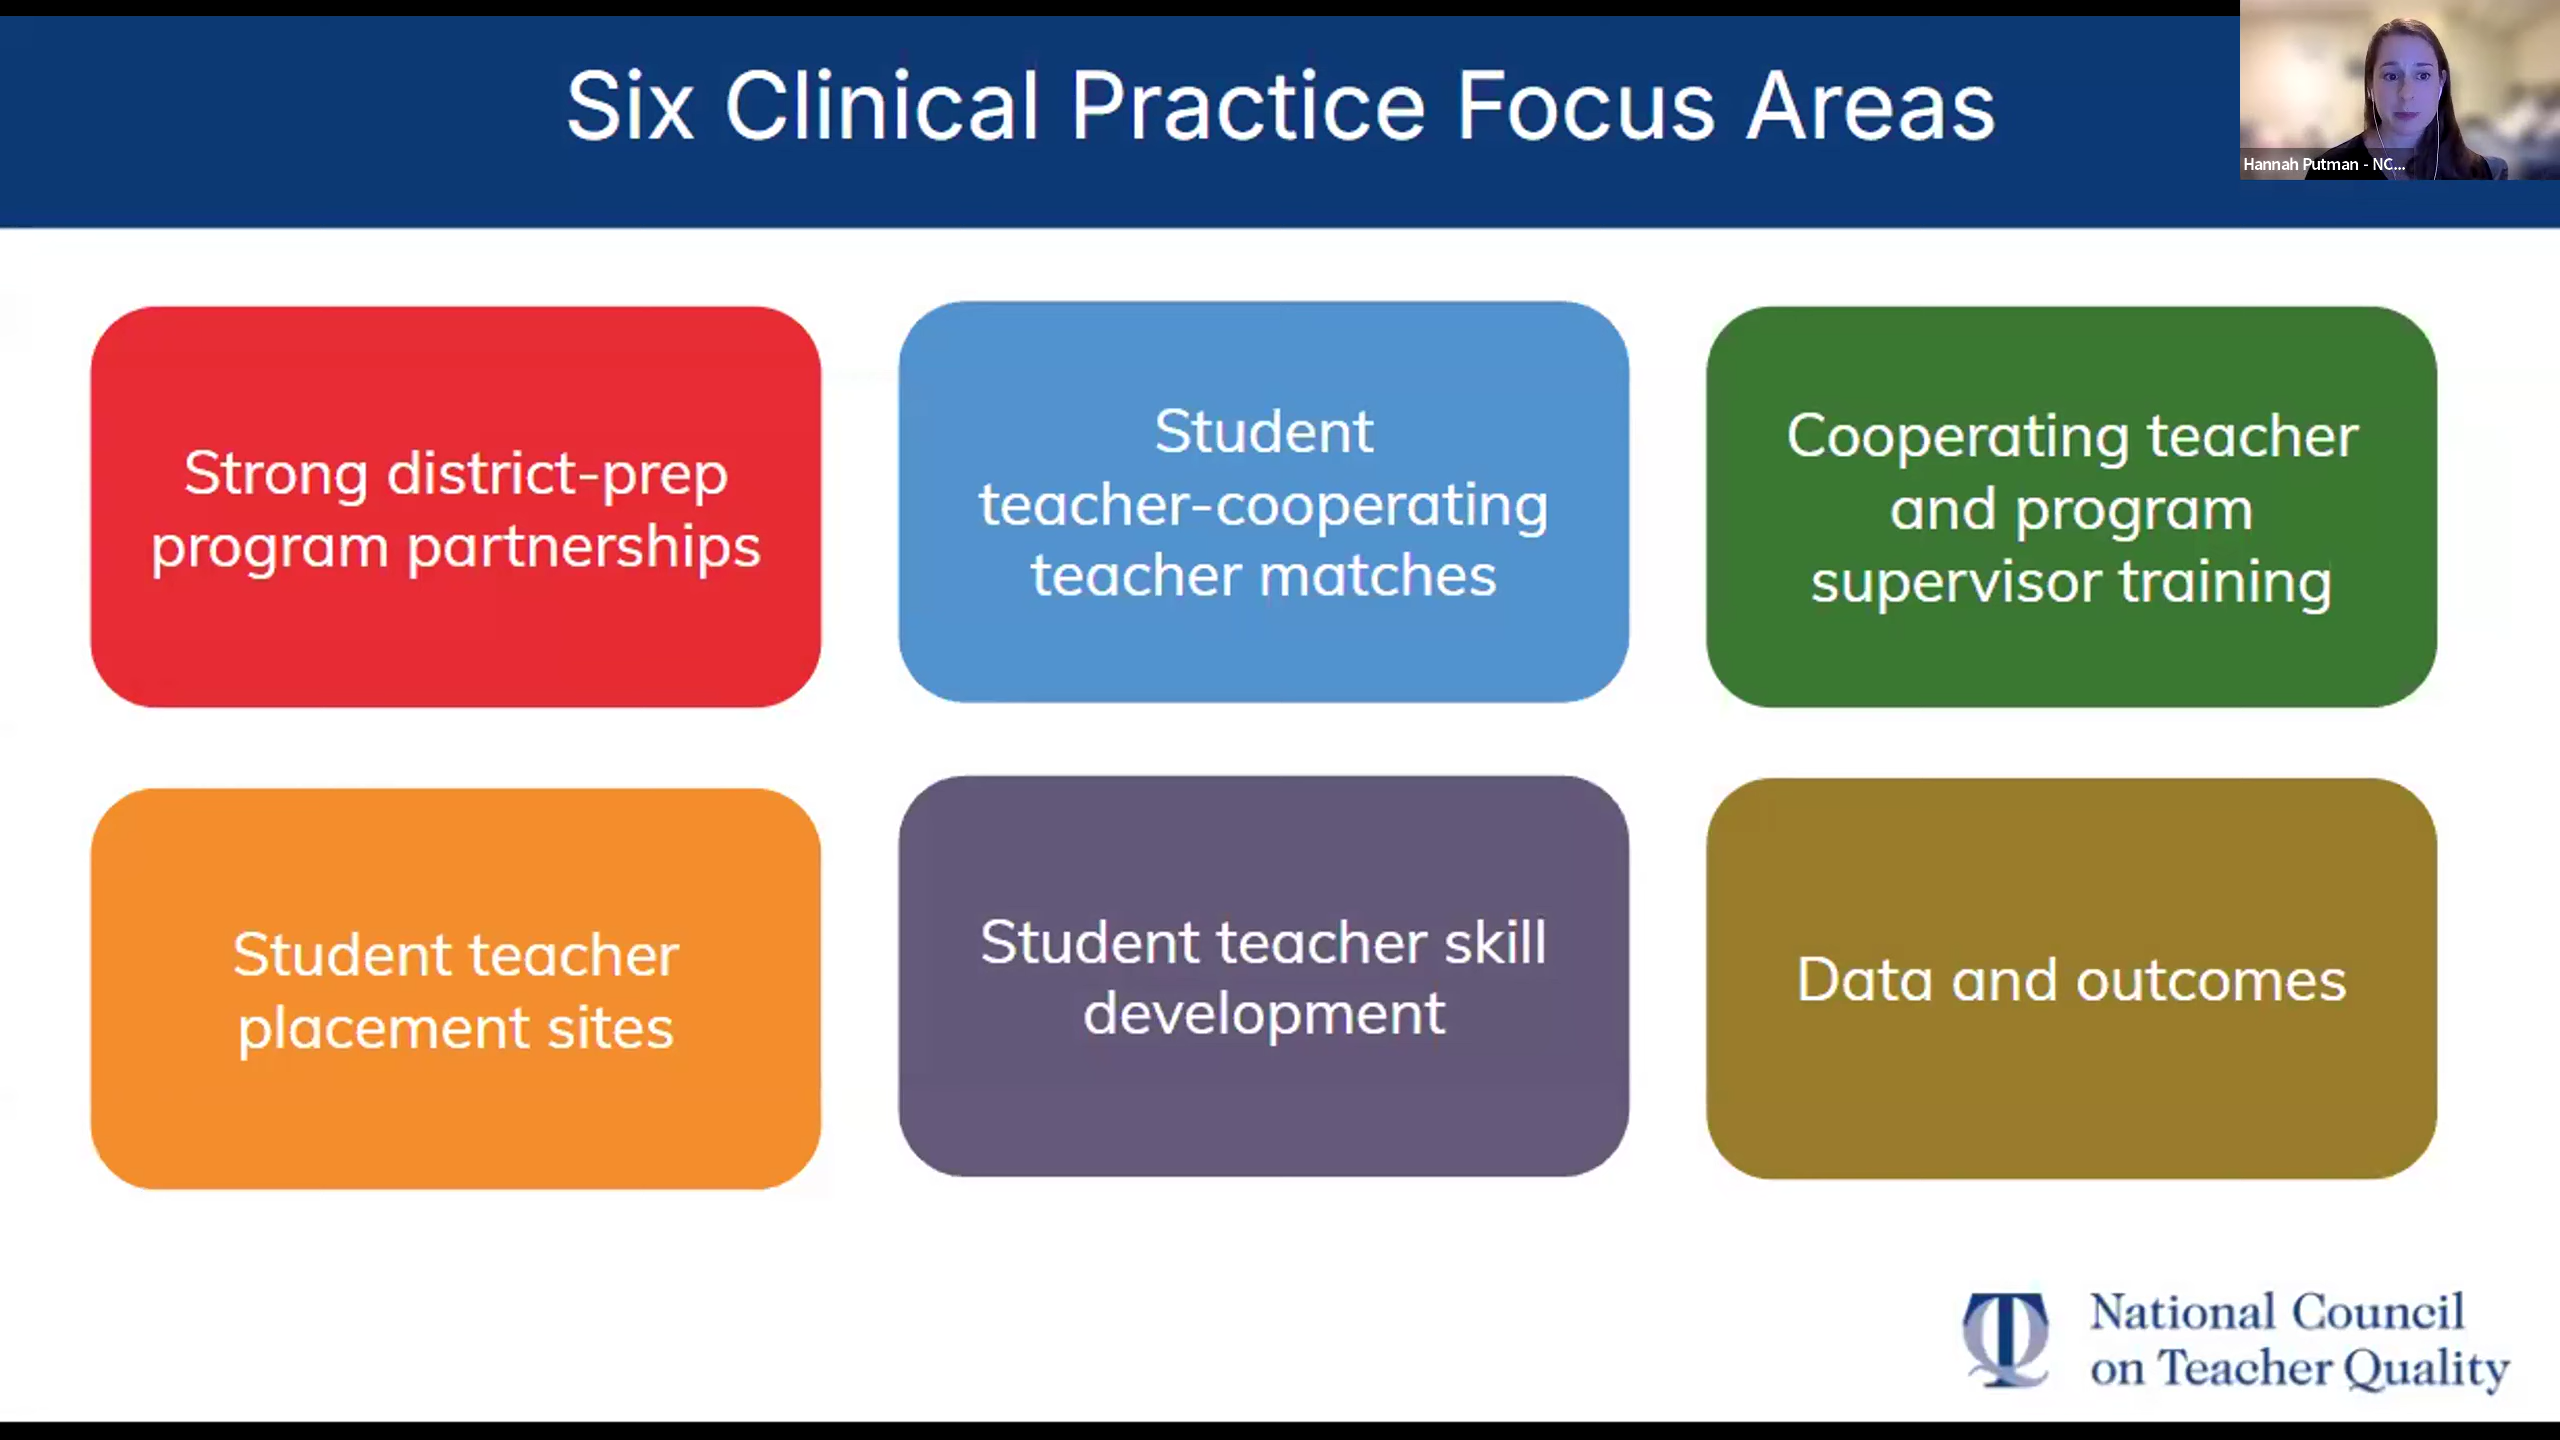 Six Clinical Practice Focus Areas
Hannah Putman - NC...
Strong district-prep
program partnerships
Student
teacher-cooperating
teacher matches
Cooperating teacher
and program
supervisor training
Student teacher
placement sites
Student teacher skill
development
Data and outcomes
National Council
on Teacher Quality